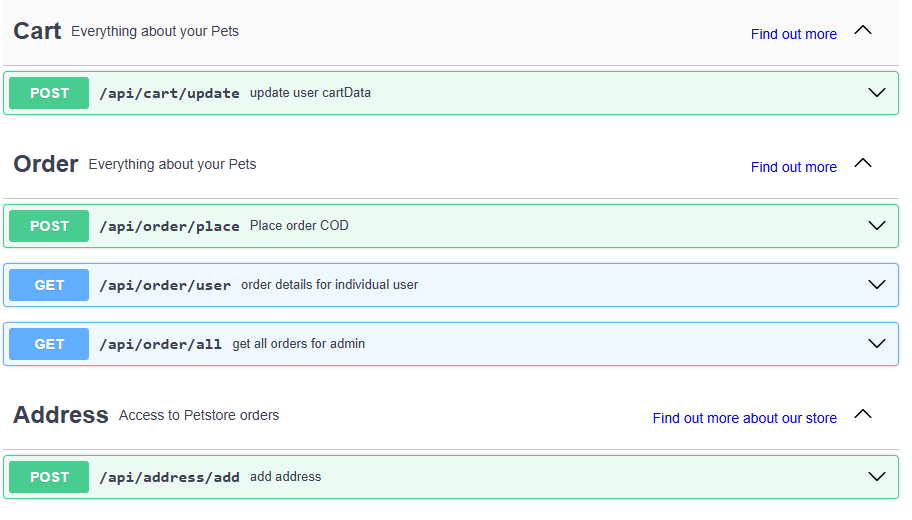 Cart Everything about your Pets Find out more
POST /api/cart/update update user cartData
Order Everything about your Pets Find out more
POST /api/order/place Place order COD
GET /api/order/user order details for individual user
GET /api/order/all get all orders for admin
Address Access to Petstore orders Find out more about our store
POST /api/address/add add address